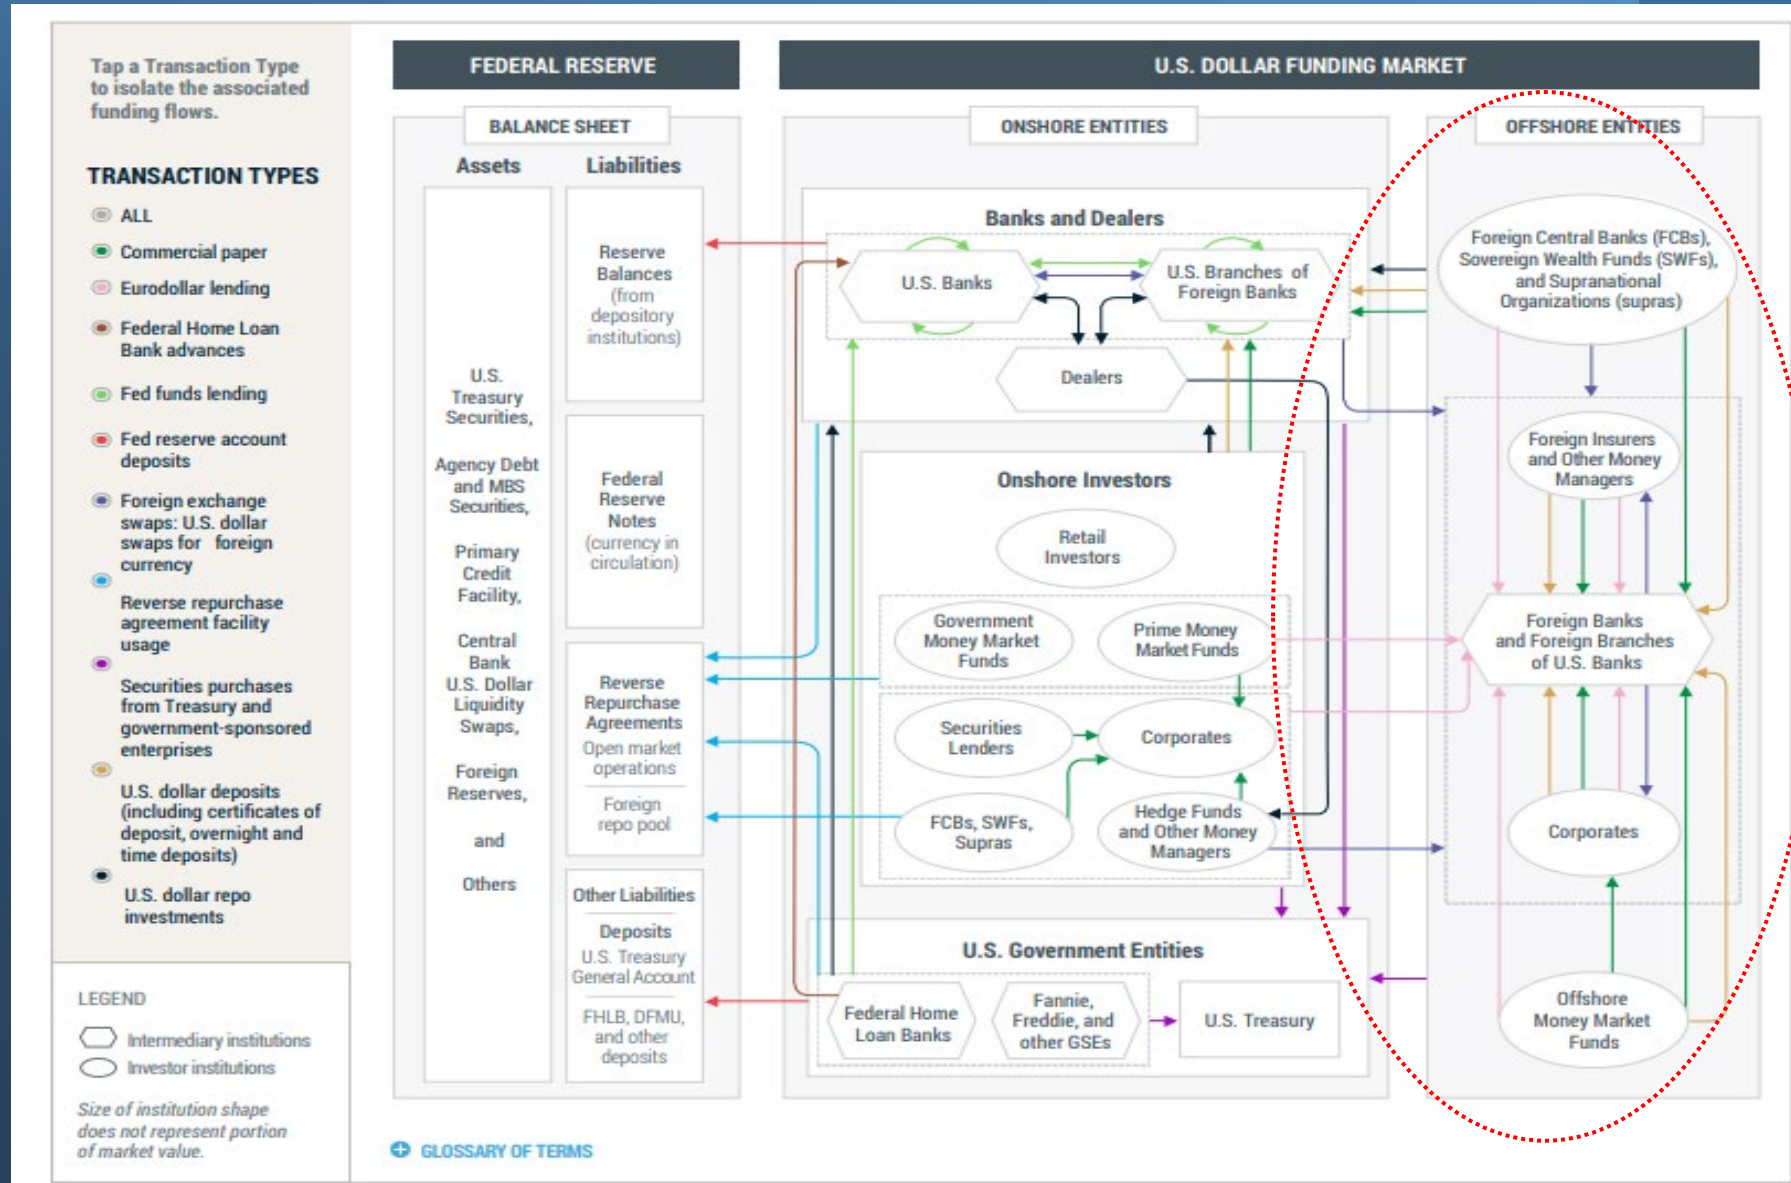 Tap a Transaction Type
to isolate the associated
funding flows.
TRANSACTION TYPES
ALL
Commercial paper
Eurodollar lending
Federal Home Loan
Bank advances
Fed funds lending
Fed reserve account
deposits
Foreign exchange
swaps: U.S. dollar
swaps for foreign
currency
Reverse repurchase
agreement facility
usage
Securities purchases
from Treasury and
government-sponsored
enterprises
U.S. dollar deposits
(including certificates of
deposit, overnight and
time deposits)
U.S. dollar repo
investments
LEGEND
Intermediary institutions
Investor institutions
Size of institution shape
does not represent portion
of market value.
FEDERAL RESERVE
BALANCE SHEET
Assets
Liabilities
U.S.
Treasury
Securities,
Agency Debt
and MBS
Securities,
Primary
Credit
Facility,
Central
Bank
U.S. Dollar
Liquidity
Swaps,
Foreign
Reserves,
and
Others
Reserve
Balances
(from
depository
institutions)
Federal
Reserve
Notes
(currency in
circulation)
Reverse
Repurchase
Agreements
Open market
operations
Foreign
repo pool
Other Liabilities
Deposits
U.S. Treasury
General Account
FHLB, DFMU,
and other
deposits
GLOSSARY OF TERMS
U.S. DOLLAR FUNDING MARKET
ONSHORE ENTITIES
Banks and Dealers
U.S. Banks
U.S. Branches of
Foreign Banks
Dealers
Onshore Investors
Retail
Investors
Government
Money Market
Funds
Prime Money
Market Funds
Securities
Lenders
Corporates
FCBs, SWFs,
Supras
Hedge Funds
and Other Money
Managers
U.S. Government Entities
Federal Home
Loan Banks
Fannie,
Freddie, and
other GSEs
U.S. Treasury
OFFSHORE ENTITIES
Foreign Central Banks (FCBs),
Sovereign Wealth Funds (SWFs),
and Supranational
Organizations (supras)
Foreign Insurers
and Other Money
Managers
Foreign Banks
and Foreign Branches
of U.S. Banks
Corporates
Offshore
Money Market
Funds